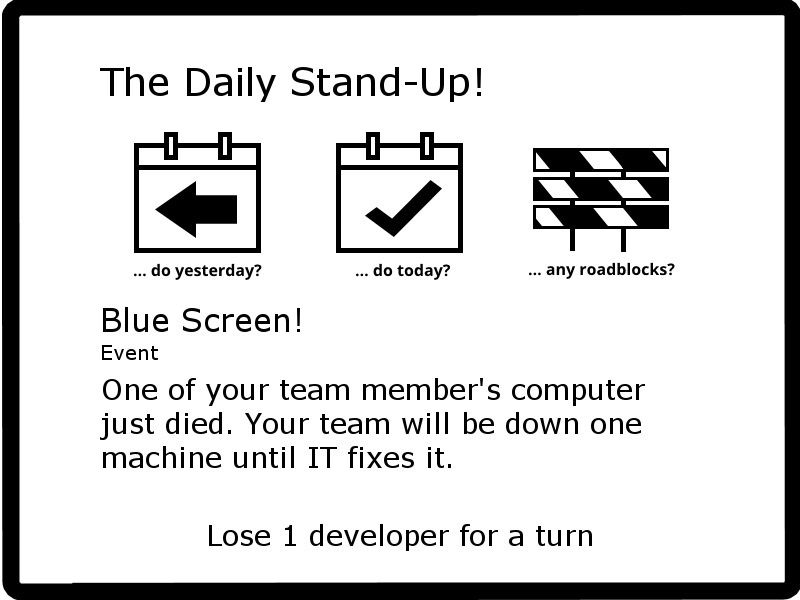 The Daily Stand-Up!
... do yesterday?
... do today?
... any roadblocks?
Blue Screen!
Event
One of your team member's computer
just died. Your team will be down one
machine until IT fixes it.
Lose 1 developer for a turn